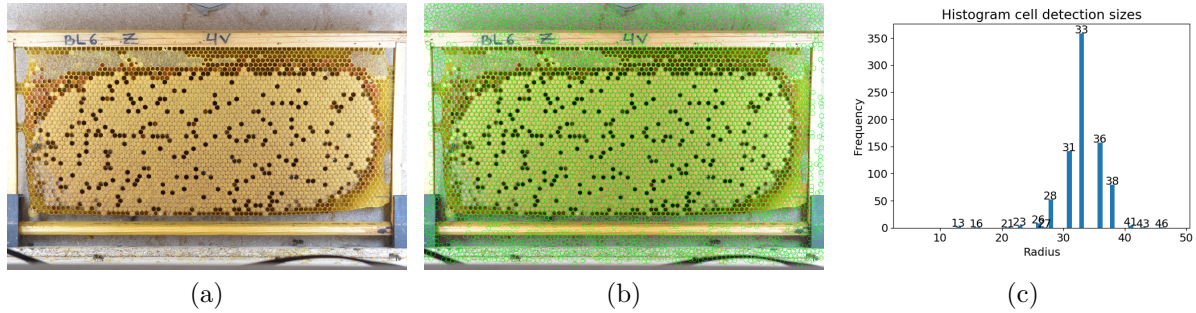 BL6 Z 4V
BL6 Z 4V
Histogram cell detection sizes
Frequency
350
300
250
200
150
100
50
0
13 16 21 23 26 27 28 31 33 36 38 41 43 46
10 20 30 40 50
Radius
(a) (b) (c)